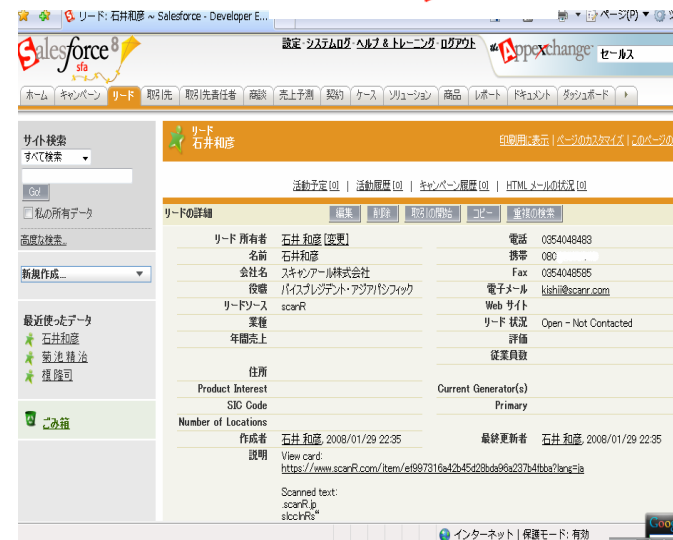 リード: 石井和彦 ~ Salesforce - Developer E...
ページ(P)
salesforce 8
sfa
設定・システムログ・ヘルプ & トレーニング・ログアウト
Appexchange セールス
ホーム キャンペーン リード 取引先 取引先責任者 商談 売上予測 契約 ケース ソリューション 商品 レポート ドキュメント ダッシュボード
サイト検索
すべて検索
Go!
私の所有データ
高度な検索...
新規作成...
最近使ったデータ
石井和彦
菊池精治
榎隆司
ごみ箱
リード
石井和彦
印刷用に表示 | ページのカスタマイズ | このページの
活動予定 [0] | 活動履歴 [0] | キャンペーン履歴 [0] | HTML メールの状況 [0]
リードの詳細 編集 削除 取引の開始 コピー 重複の検索
リード 所有者 石井 和彦 [変更] 電話 0354048483
名前 石井和彦 携帯 080
会社名 スキャンアール株式会社 Fax 0354048585
役職 バイスプレジデント・アジアパシフィック 電子メール kishii@scanr.com
リードソース scanR Web サイト
業種 リード 状況 Open - Not Contacted
年間売上 評価
従業員数
住所
Product Interest Current Generator(s)
SIC Code Primary
Number of Locations
作成者 石井 和彦, 2008/01/29 22:35 最終更新者 石井 和彦, 2008/01/29 22:35
説明 View card:
https://www.scanR.com/item/ef997316a42b45d28bda96a237b4fbba?lang=ja
Scanned text:
.scanR.jp
slccInRs“
インターネット | 保護モード: 有効
Goo